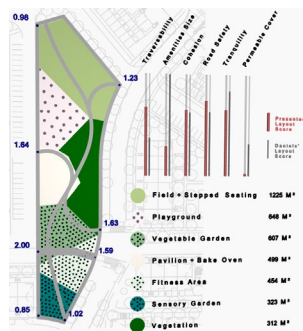 0.98
1.23
1.64
1.63
2.00
1.59
0.85
1.02
Traversability
Amenities Size
Cohesion
Road Safety
Tranquility
Permeable Cover
Presented
Layout
Score
Daniels'
Layout
Score
Field + Stepped Seating 1225 M²
Playground 648 M²
Vegetable Garden 607 M²
Pavilion + Bake Oven 499 M²
Fitness Area 454 M²
Sensory Garden 323 M²
Vegetation 312 M²